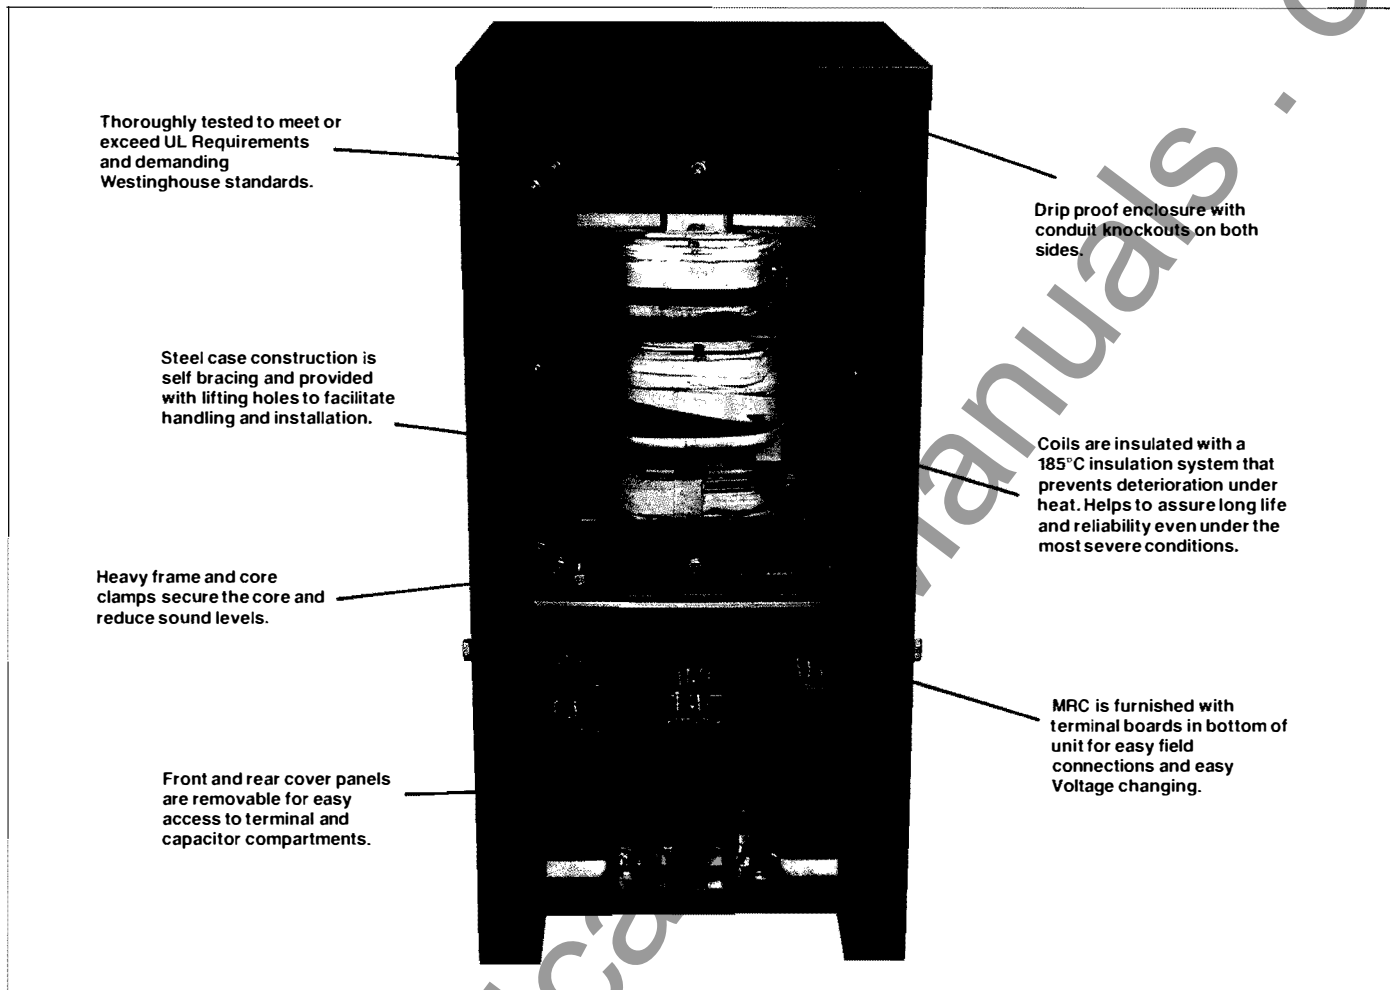 Thoroughly tested to meet or
exceed UL Requirements
and demanding
Westinghouse standards.
Drip proof enclosure with
conduit knockouts on both
sides.
Steel case construction is
self bracing and provided
with lifting holes to facilitate
handling and installation.
Coils are insulated with a
185°C insulation system that
prevents deterioration under
heat. Helps to assure long life
and reliability even under the
most severe conditions.
Heavy frame and core
clamps secure the core and
reduce sound levels.
MRC is furnished with
terminal boards in bottom of
unit for easy field
connections and easy
Voltage changing.
Front and rear cover panels
are removable for easy
access to terminal and
capacitor compartments.